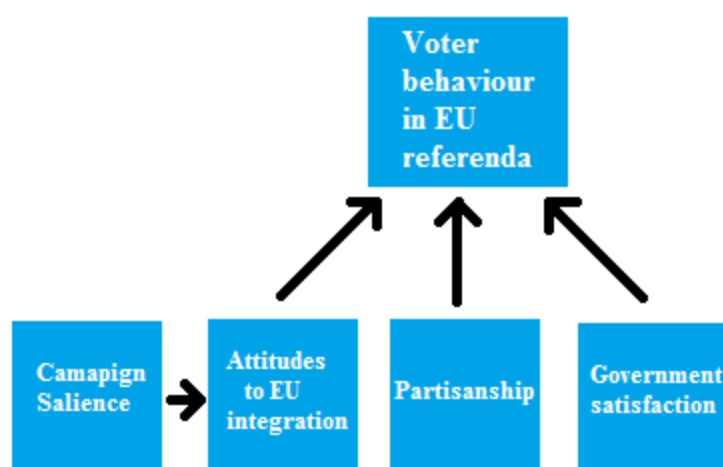 Voter
behaviour
in EU
referenda
Camapign
Salience
Attitudes
to EU
integration
Partisanship
Government
satisfaction